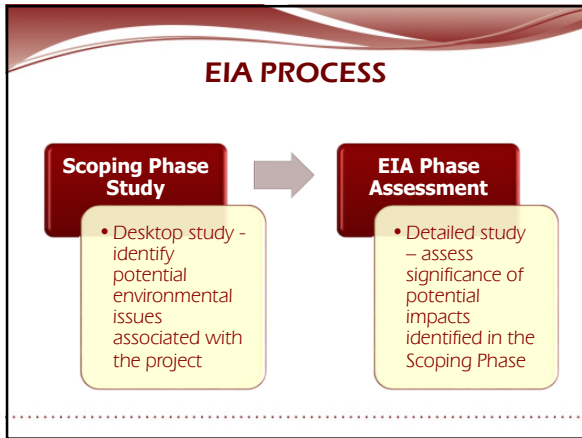 EIA PROCESS
Scoping Phase
Study
• Desktop study -
identify
potential
environmental
issues
associated with
the project
EIA Phase
Assessment
• Detailed study
– assess
significance of
potential
impacts
identified in the
Scoping Phase